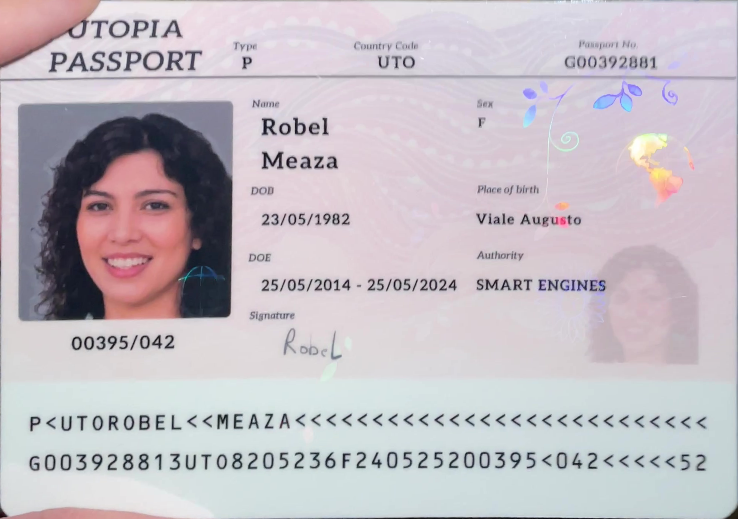 UTOPIA
PASSPORT
Type
P
Country Code
UTO
Passport No.
G00392881
Name
Robel
Meaza
Sex
F
DOB
23/05/1982
Place of birth
Viale Augusto
DOE
25/05/2014 - 25/05/2024
Authority
SMART ENGINES
Signature
Robel
00395/042
P<UTOROBEL<<MEAZA<<<<<<<<<<<<<<<<<<<<<<<<<<<
G003928813UTO8205236F240525200395<042<<<<<52